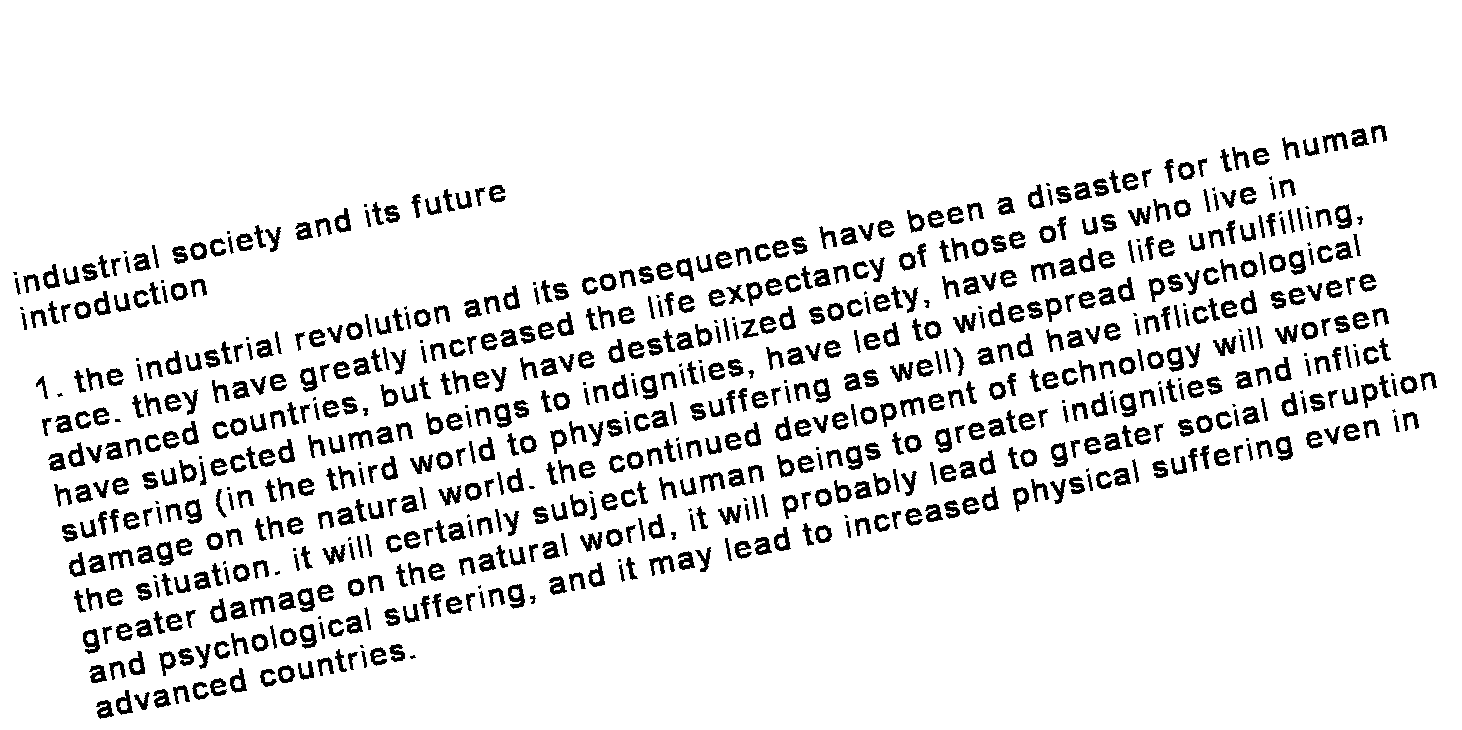 industrial society and its future
introduction
1. the industrial revolution and its consequences have been a disaster for the human
race. they have greatly increased the life expectancy of those of us who live in
advanced countries, but they have destabilized society, have made life unfulfilling,
have subjected human beings to indignities, have led to widespread psychological
suffering (in the third world to physical suffering as well) and have inflicted severe
damage on the natural world. the continued development of technology will worsen
the situation. it will certainly subject human beings to greater indignities and inflict
greater damage on the natural world, it will probably lead to greater social disruption
and psychological suffering, and it may lead to increased physical suffering even in
advanced countries.